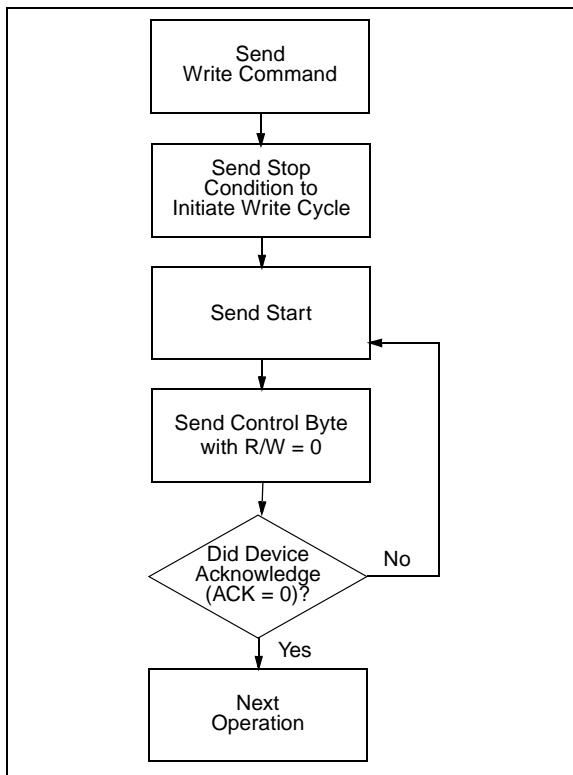 Send
Write Command
Send Stop
Condition to
Initiate Write Cycle
Send Start
Send Control Byte
with R/W = 0
Did Device
Acknowledge
(ACK = 0)?
No
Yes
Next
Operation